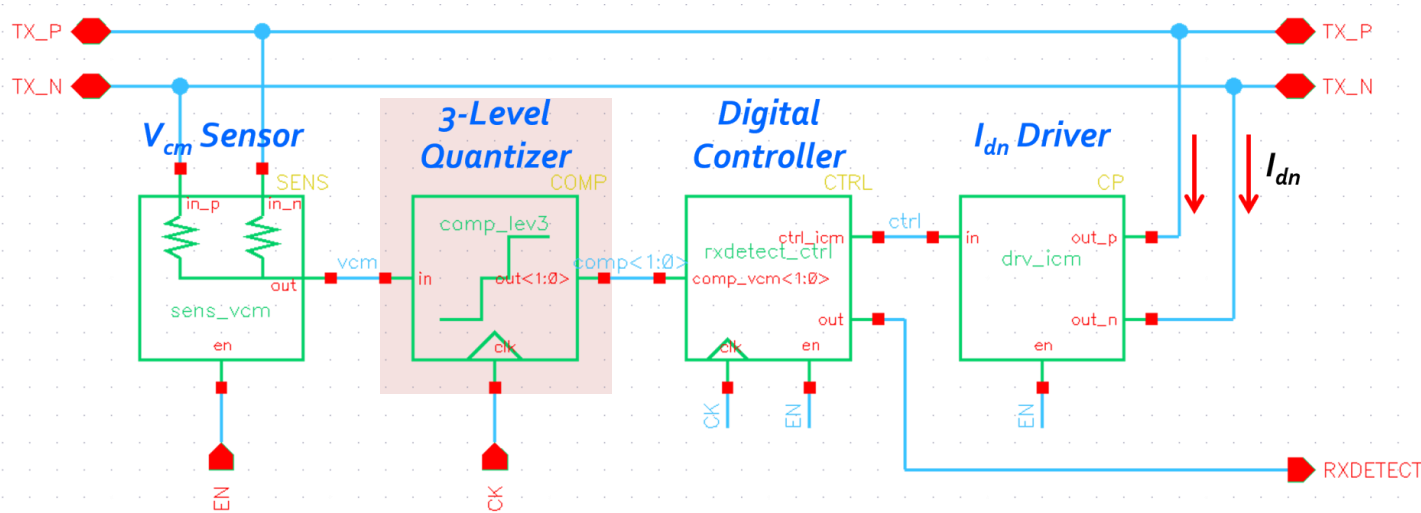 TX_P
TX_P
TX_N
TX_N
Vcm Sensor
3-Level
Quantizer
Digital
Controller
Idn Driver
Idn
SENS
COMP
CTRL
CP
in_p
in_n
out
sens_vcm
en
EN
vcm
comp_lev3
in
out<1:0>
clk
CK
comp<1:0>
ctrl_icm
rxdetect_ctrl
comp_vcm<1:0>
out
clk
en
CK
EN
ctrl
in
out_p
drv_icm
out_n
en
EN
RXDETECT